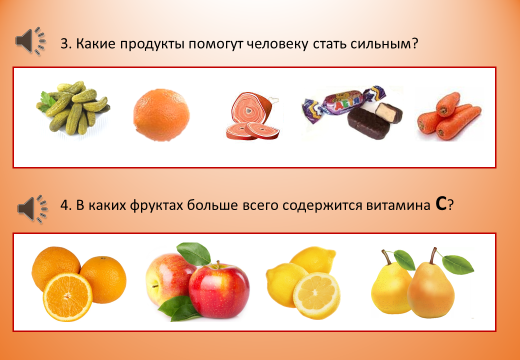 3. Какие продукты помогут человеку стать сильным?
4. В каких фруктах больше всего содержится витамина С?